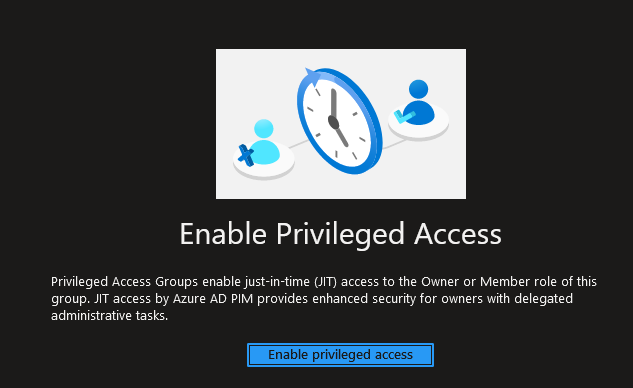 Enable Privileged Access
Privileged Access Groups enable just-in-time (JIT) access to the Owner or Member role of this
group. JIT access by Azure AD PIM provides enhanced security for owners with delegated
administrative tasks.
Enable privileged access